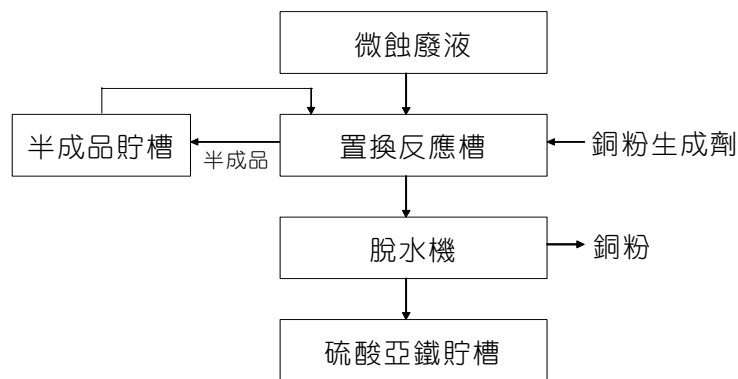 微蝕廢液
半成品貯槽
半成品
置換反應槽
銅粉生成劑
脫水機
銅粉
硫酸亞鐵貯槽